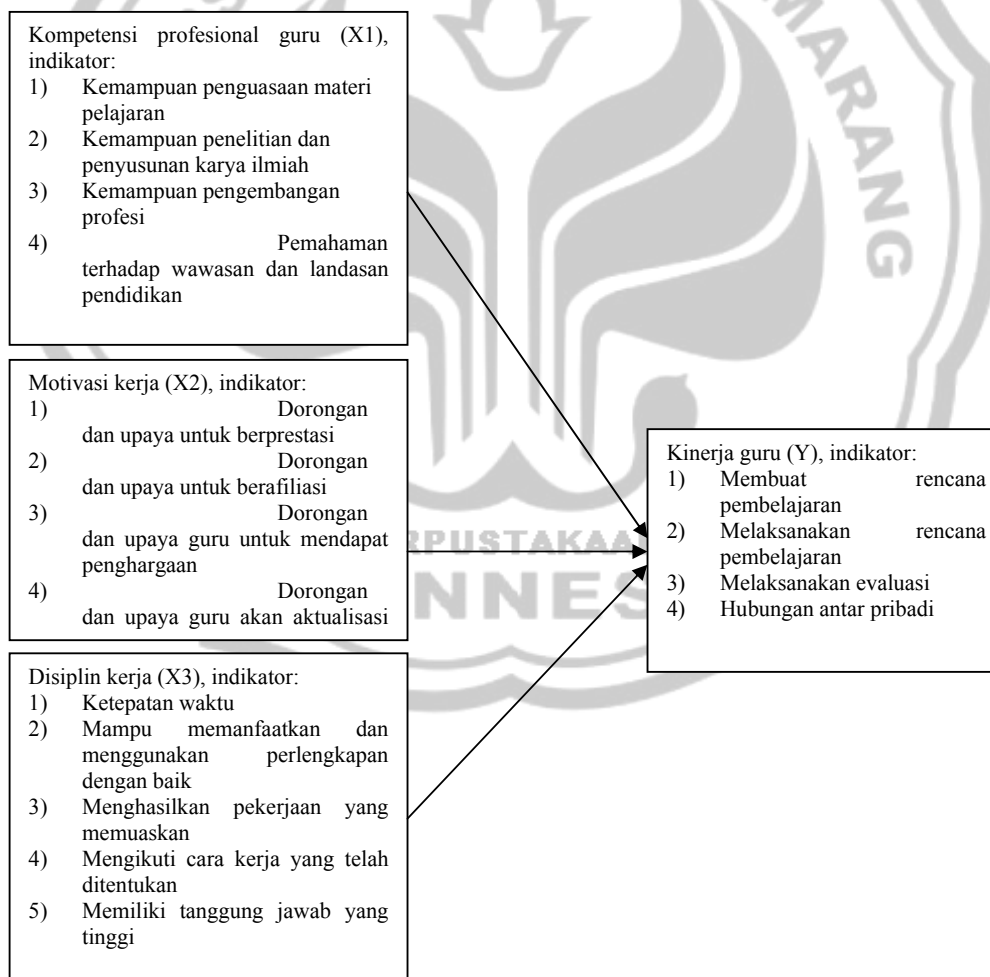 Kompetensi profesional guru (X1),
indikator:
1) Kemampuan penguasaan materi
pelajaran
2) Kemampuan penelitian dan
penyusunan karya ilmiah
3) Kemampuan pengembangan
profesi
4) Pemahaman
terhadap wawasan dan landasan
pendidikan
Motivasi kerja (X2), indikator:
1) Dorongan
dan upaya untuk berprestasi
2) Dorongan
dan upaya untuk berafiliasi
3) Dorongan
dan upaya guru untuk mendapat
penghargaan
4) Dorongan
dan upaya guru akan aktualisasi
Disiplin kerja (X3), indikator:
1) Ketepatan waktu
2) Mampu memanfaatkan dan
menggunakan perlengkapan
dengan baik
3) Menghasilkan pekerjaan yang
memuaskan
4) Mengikuti cara kerja yang telah
ditentukan
5) Memiliki tanggung jawab yang
tinggi
Kinerja guru (Y), indikator:
1) Membuat rencana
pembelajaran
2) Melaksanakan rencana
pembelajaran
3) Melaksanakan evaluasi
4) Hubungan antar pribadi